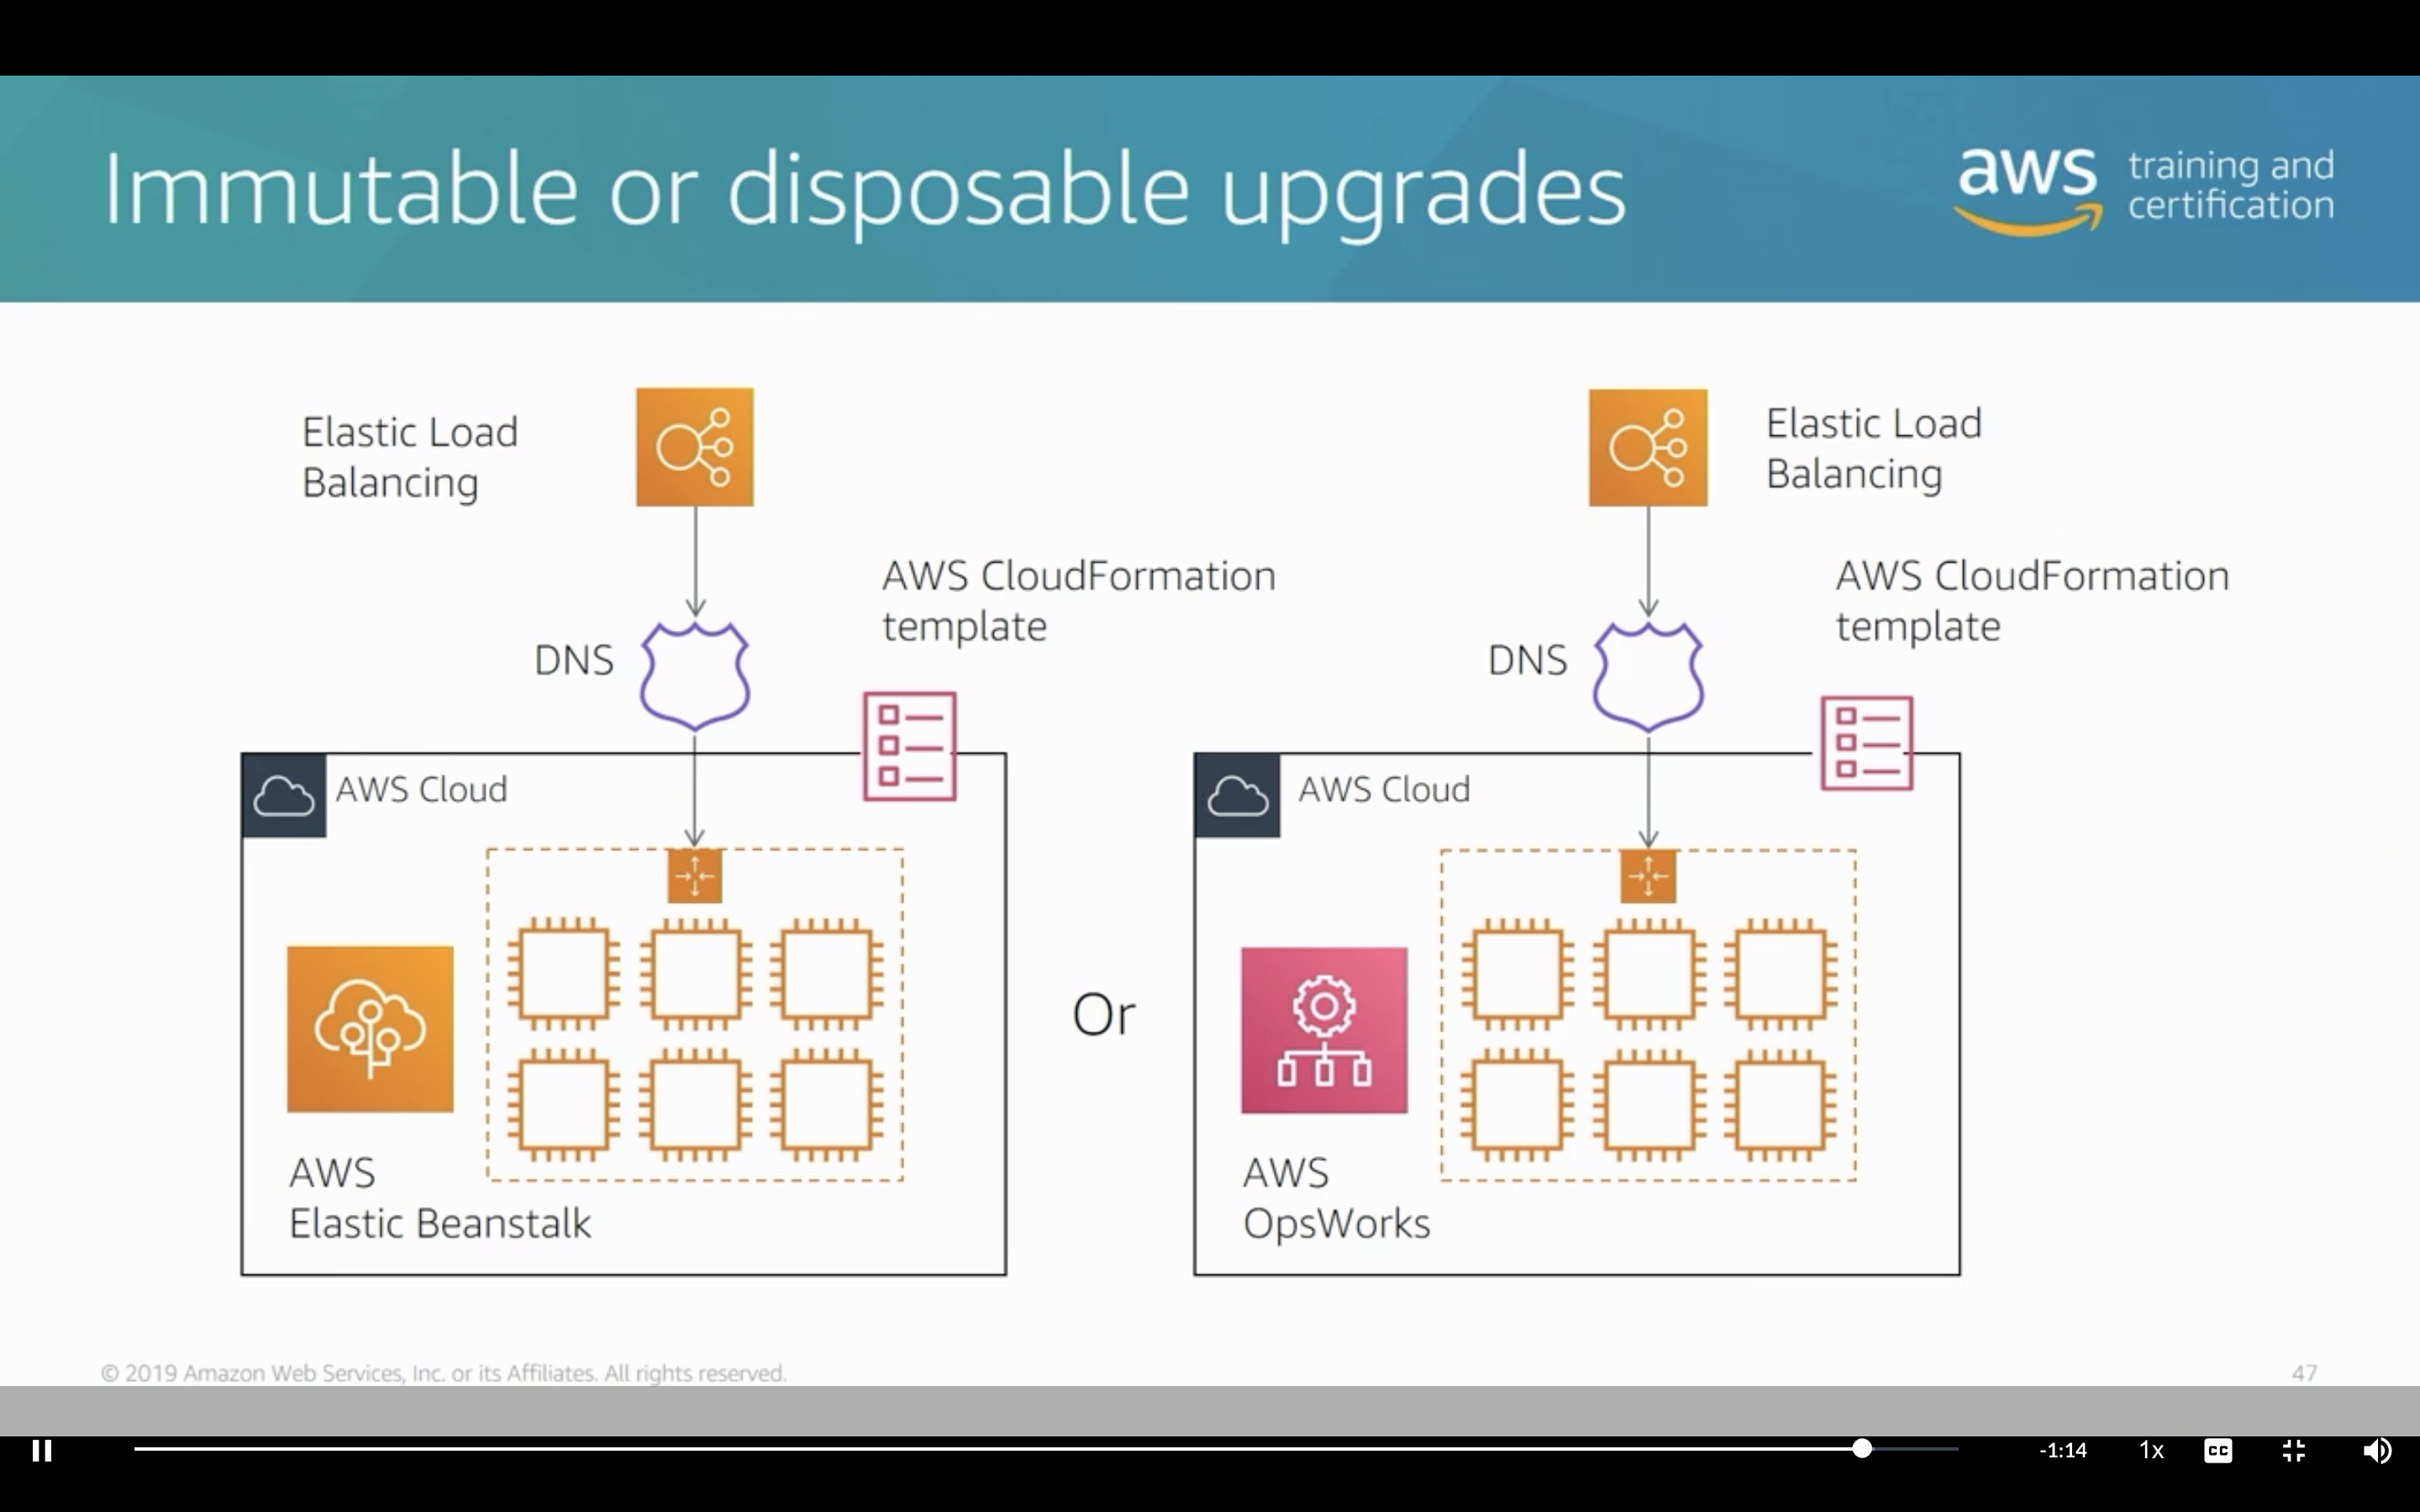 Immutable or disposable upgrades
aws training and
certification
Elastic Load
Balancing
DNS
AWS CloudFormation
template
AWS Cloud
AWS
Elastic Beanstalk
Or
Elastic Load
Balancing
DNS
AWS CloudFormation
template
AWS Cloud
AWS
OpsWorks
© 2019 Amazon Web Services, Inc. or its Affiliates. All rights reserved.
47
-1:14
1x
CC